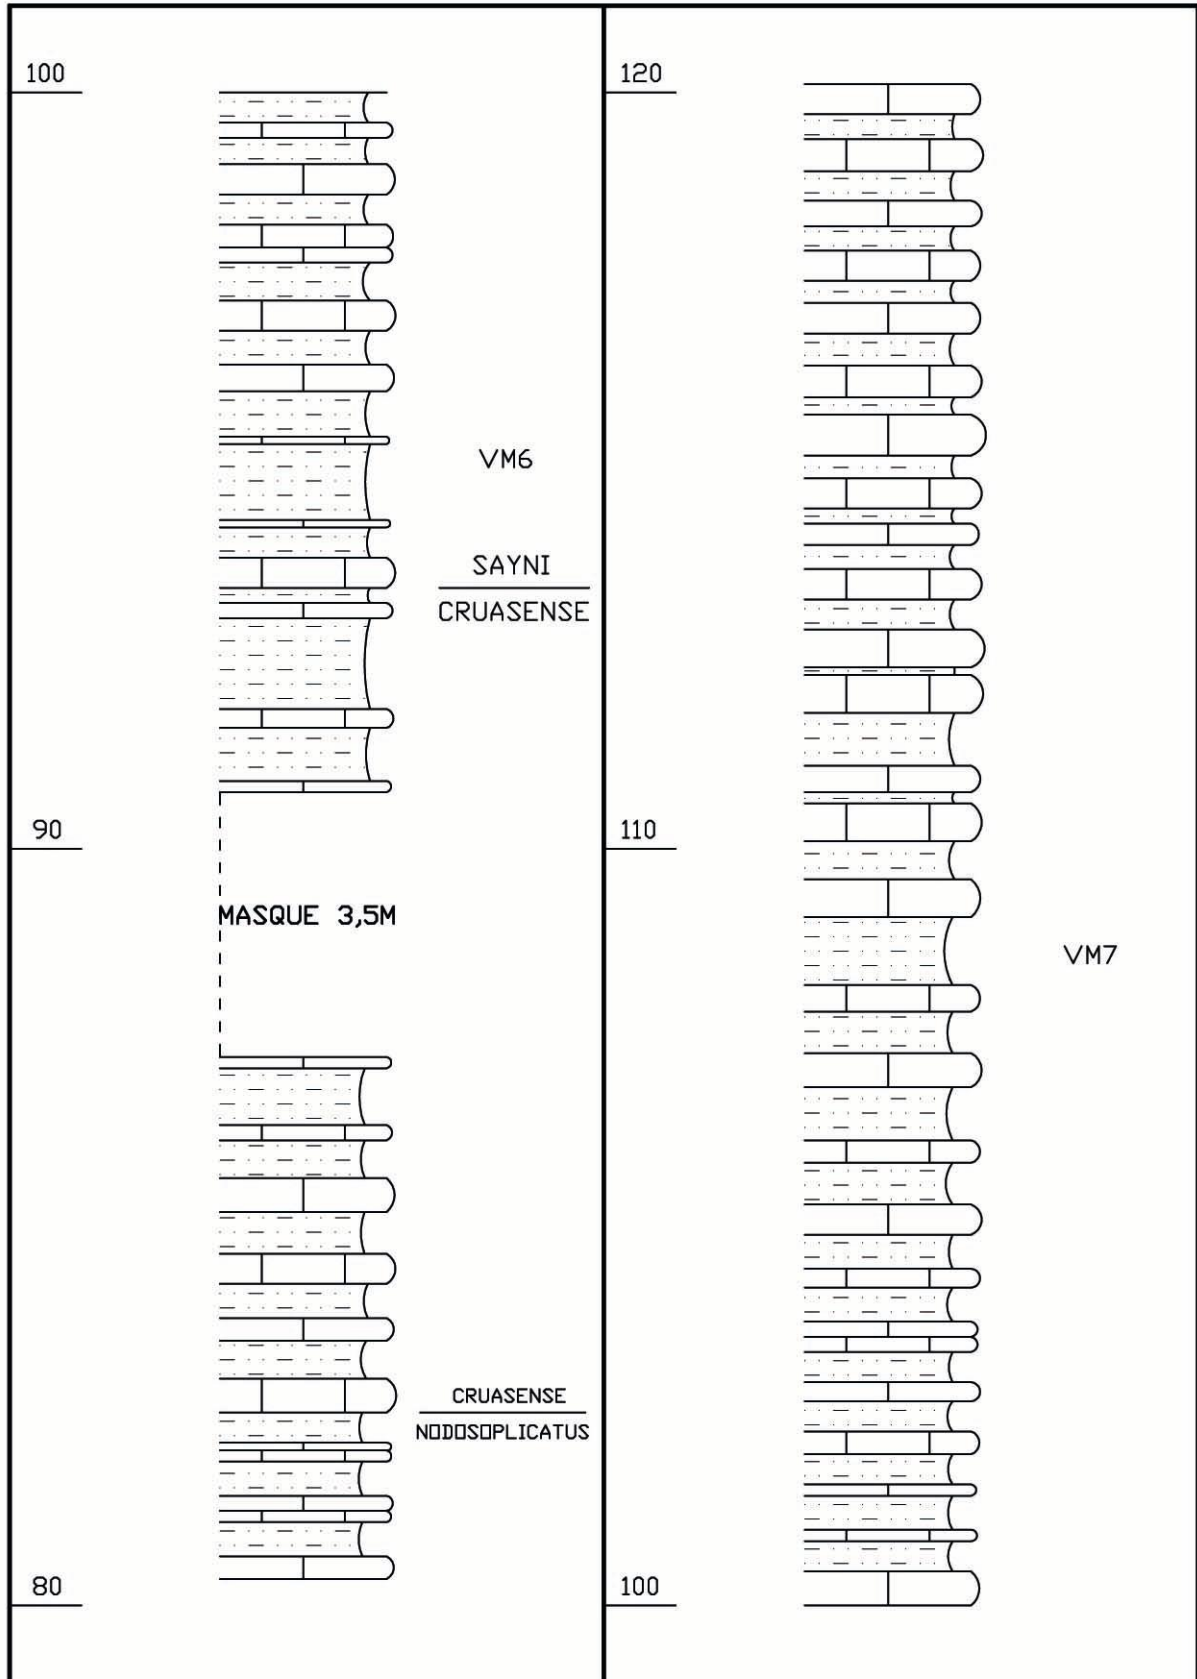 100
VM6
SAYNI
CRUASENSE
90
MASQUE 3,5M
CRUASENSE
NODOSOPLICATUS
80
120
110
VM7
100